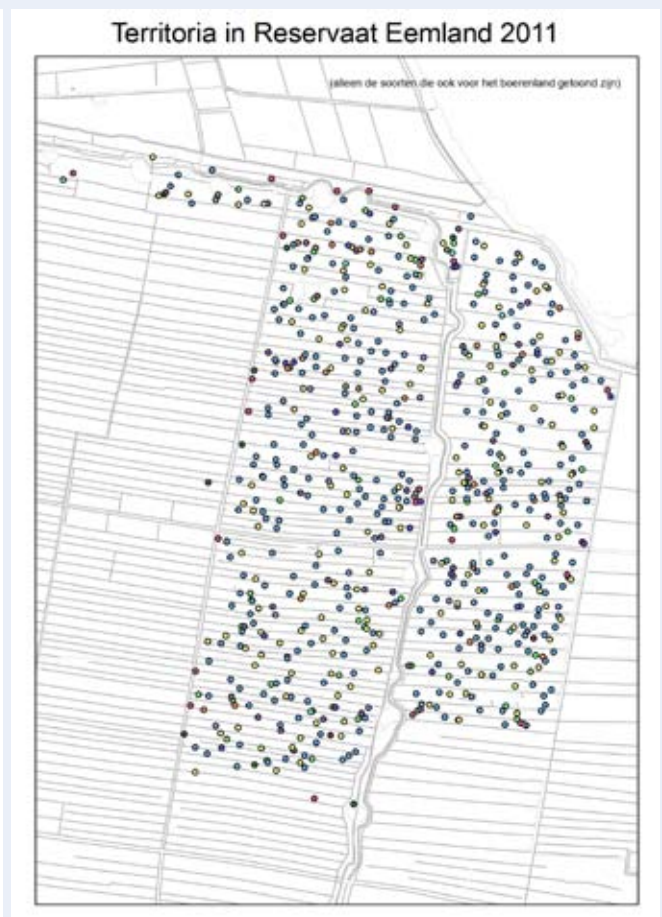 Territoria in Reservaat Eemland 2011
(alleen de soorten die ook voor het boerenland getoond zijn)